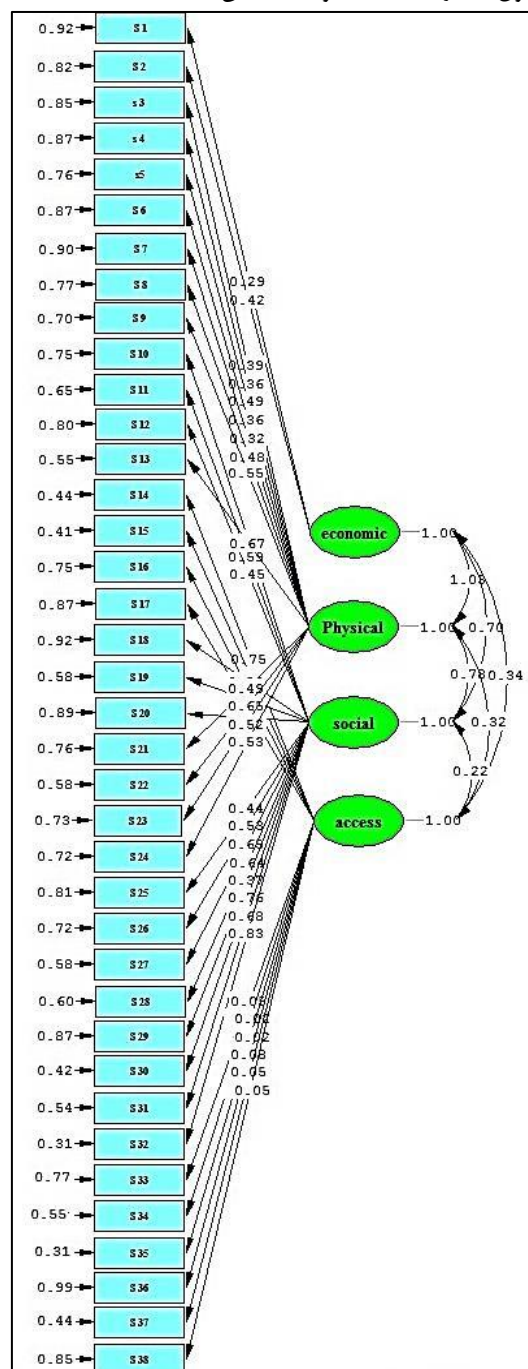 0.92 S1
0.82 S2
0.85 s3
0.87 s4
0.76 s5
0.87 S6
0.90 S7
0.77 S8
0.70 S9
0.75 S10
0.65 S11
0.80 S12
0.55 S13
0.44 S14
0.41 S15
0.75 S16
0.87 S17
0.92 S18
0.58 S19
0.89 S20
0.76 S21
0.58 S22
0.73 S23
0.72 S24
0.81 S25
0.72 S26
0.58 S27
0.60 S28
0.87 S29
0.42 S30
0.54 S31
0.31 S32
0.77 S33
0.55 S34
0.31 S35
0.99 S36
0.44 S37
0.85 S38
0.29
0.42
0.39
0.36
0.49
0.36
0.32
0.48
0.55
0.67
0.59
0.45
0.75
0.49
0.65
0.52
0.53
0.44
0.53
0.65
0.64
0.37
0.76
0.68
0.83
0.02
0.08
0.05
0.05
economic 1.00
Physical 1.00
social 1.00
access 1.00
0.70
0.34
0.78
0.32
0.22